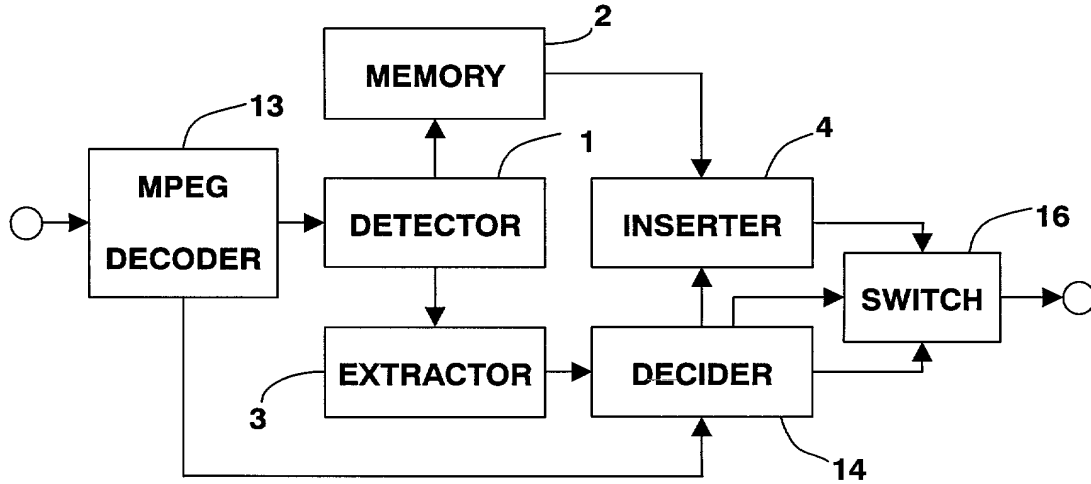 2
MEMORY
13
1
4
MPEG
DECODER
DETECTOR
INSERTER
16
SWITCH
EXTRACTOR
DECIDER
3
14